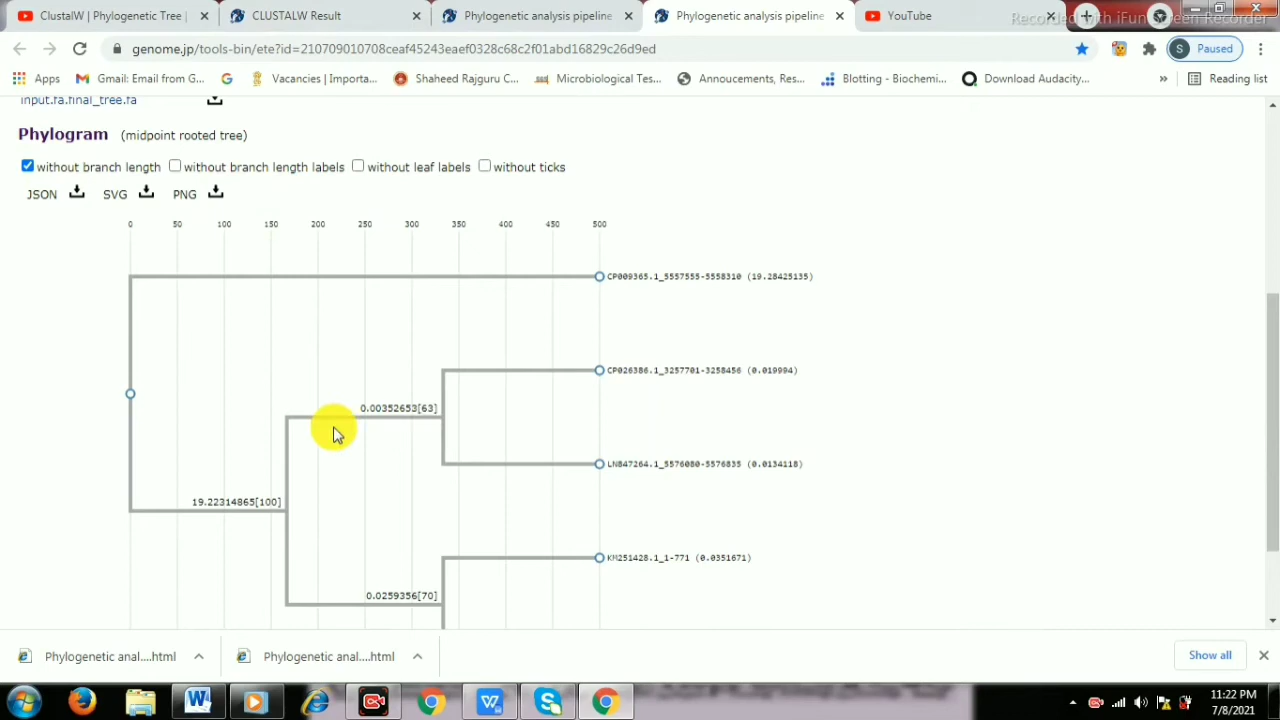 ClustalW | Phylogenetic Tree |
CLUSTALW Result
Phylogenetic analysis pipeline
Phylogenetic analysis pipeline
YouTube
Recorded with iFun Screen Recorder
genome.jp/tools-bin/ete?id=210709010708ceaf45243eaef0328c68c2f01abd16829c26d9ed
S Paused
Apps
Gmail: Email from G...
Vacancies | Importa...
Shaheed Rajguru C...
Microbiological Tes...
Annoucements, Res...
Blotting - Biochemi...
Download Audacity...
»
Reading list
input.fa.final_tree.fa
Phylogram (midpoint rooted tree)
without branch length without branch length labels without leaf labels without ticks
JSON SVG PNG
0 50 100 150 200 250 300 350 400 450 500
CP009365.1_5557555-5558310 (19.28425135)
CP026386.1_3257701-3258456 (0.019994)
0.00352653[63]
LN847264.1_5576080-5576835 (0.0134118)
19.22314865[100]
KM251428.1_1-771 (0.0351671)
0.0259356[70]
Phylogenetic anal....html
Phylogenetic anal....html
Show all
11:22 PM
7/8/2021